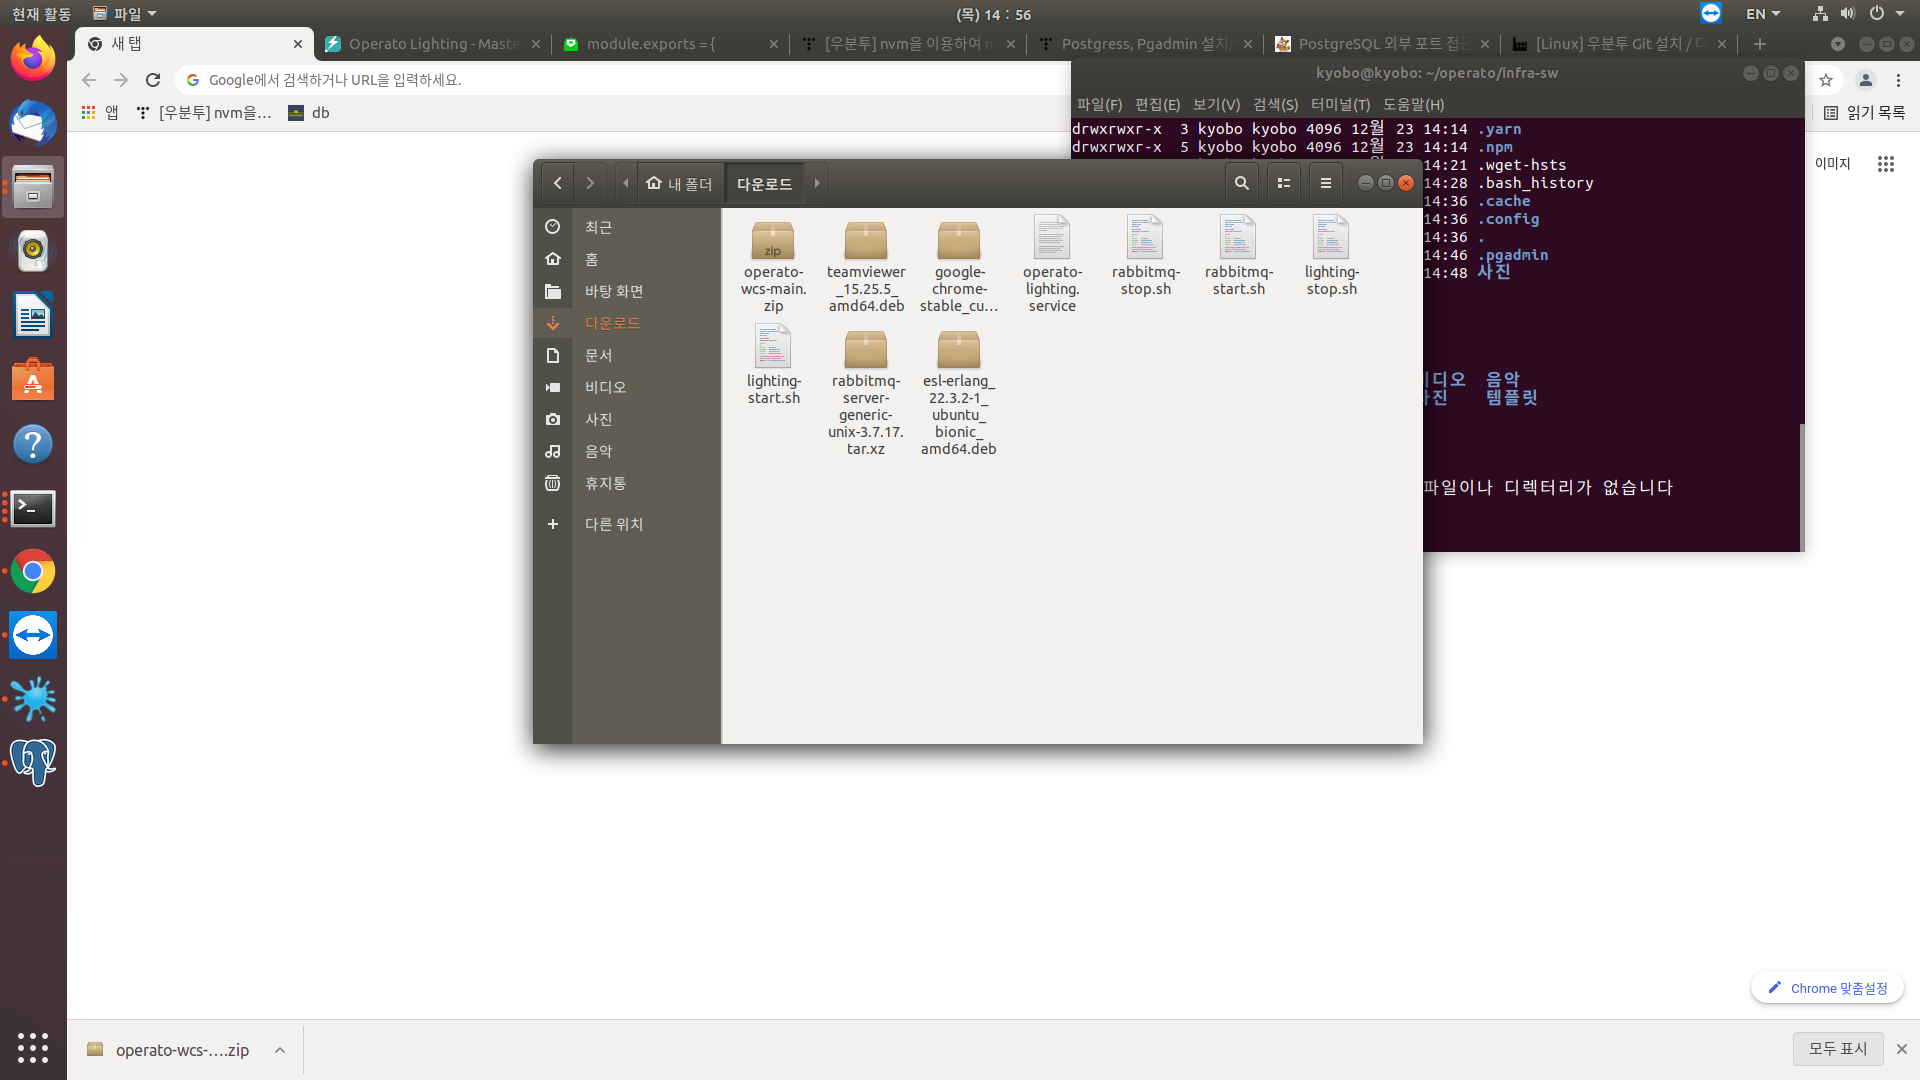 현재 활동
파일
(목) 14 : 56
EN
새 탭
Operato Lighting - Maste
module.exports = {
[우분투] nvm을 이용하여 n
Postgress, Pgadmin 설치/
PostgreSQL 외부 포트 접근
[Linux] 우분투 Git 설치 / 디
Google에서 검색하거나 URL을 입력하세요.
앱
[우분투] nvm을...
db
읽기 목록
이미지
kyobo@kyobo: ~/operato/infra-sw
파일(F) 편집(E) 보기(V) 검색(S) 터미널(T) 도움말(H)
drwxrwxr-x 3 kyobo kyobo 4096 12월 23 14:14 .yarn
drwxrwxr-x 5 kyobo kyobo 4096 12월 23 14:14 .npm
14:21 .wget-hsts
14:28 .bash_history
14:36 .cache
14:36 .config
14:36 .
14:46 .pgadmin
14:48 사진
비디오 음악
사진 템플릿
파일이나 디렉터리가 없습니다
내 폴더
다운로드
최근
홈
바탕 화면
다운로드
문서
비디오
사진
음악
휴지통
다른 위치
zip
operato-
wcs-main.
zip
teamviewer
_15.25.5_
amd64.deb
google-
chrome-
stable_cu...
operato-
lighting.
service
rabbitmq-
stop.sh
rabbitmq-
start.sh
lighting-
stop.sh
lighting-
start.sh
rabbitmq-
server-
generic-
unix-3.7.17.
tar.xz
esl-erlang_
22.3.2-1_
ubuntu_
bionic_
amd64.deb
Chrome 맞춤설정
operato-wcs-....zip
모두 표시